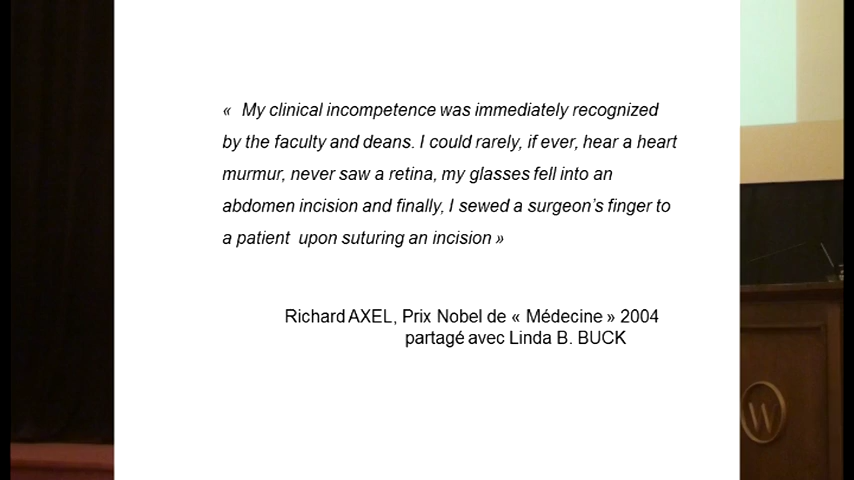 « My clinical incompetence was immediately recognized
by the faculty and deans. I could rarely, if ever, hear a heart
murmur, never saw a retina, my glasses fell into an
abdomen incision and finally, I sewed a surgeon’s finger to
a patient upon suturing an incision »
Richard AXEL, Prix Nobel de « Médecine » 2004
partagé avec Linda B. BUCK
W